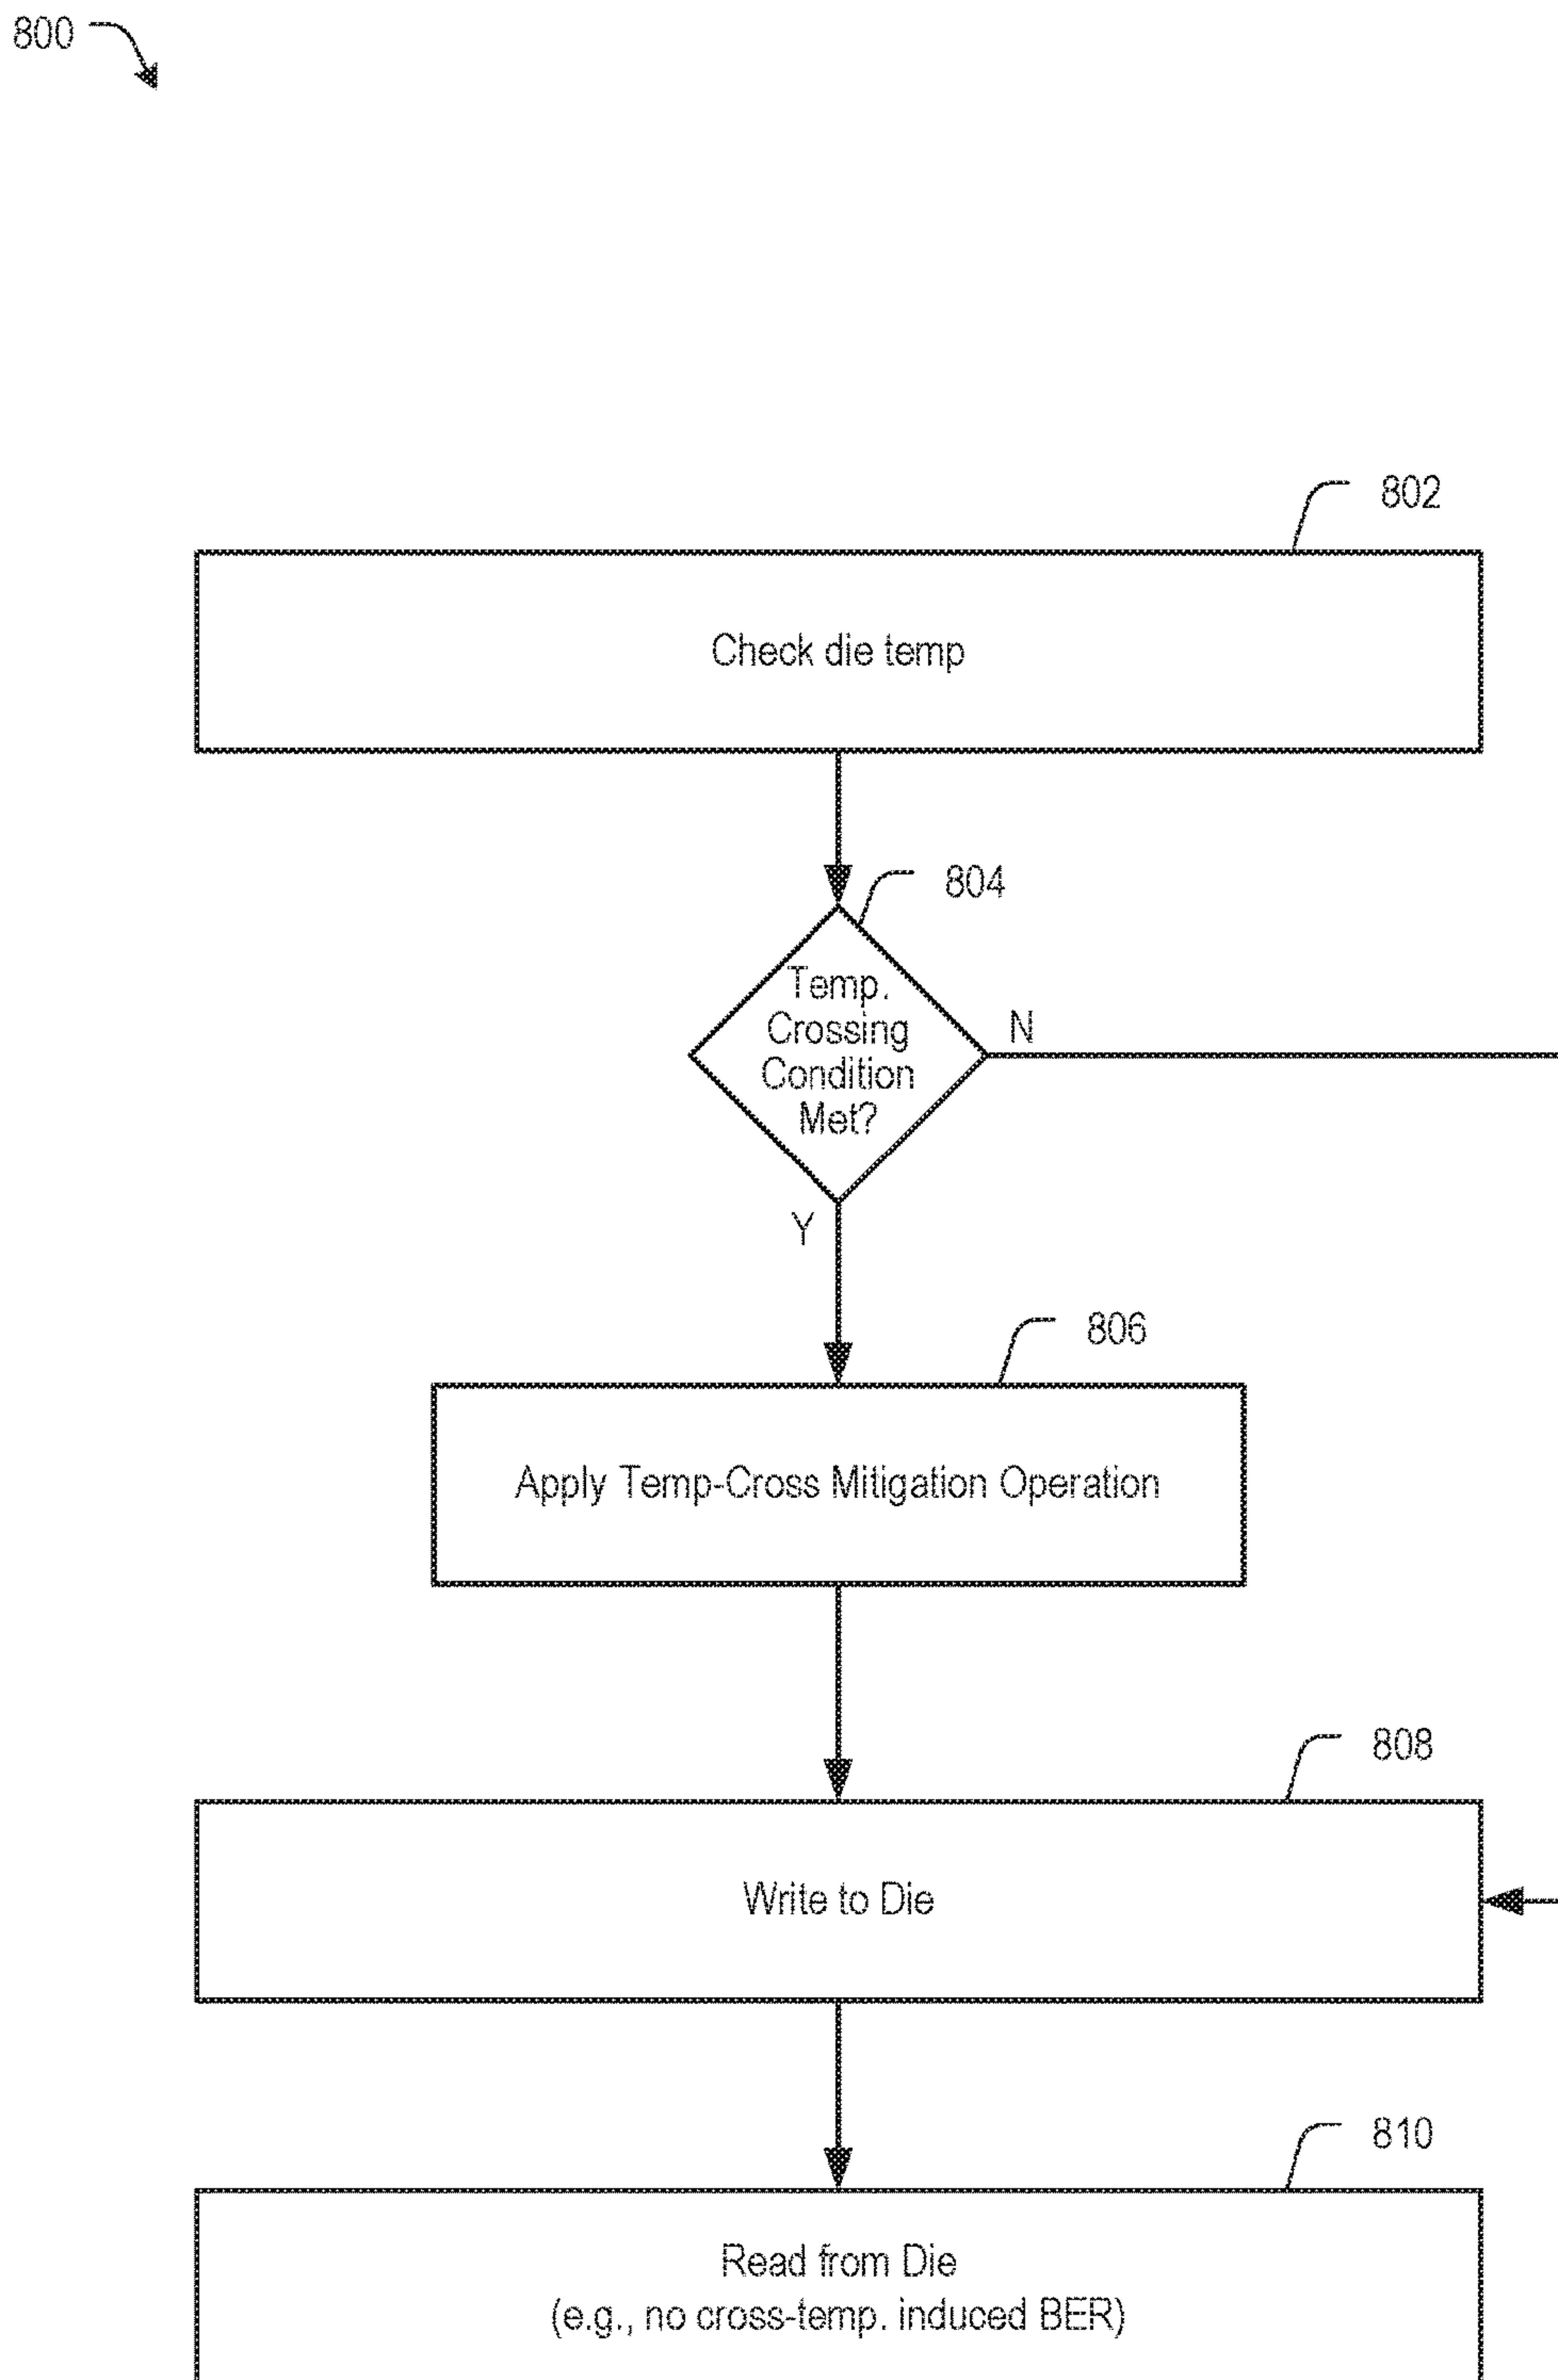 800
802
Check die temp
804
Temp.
Crossing
Condition
Met?
N
Y
806
Apply Temp-Cross Mitigation Operation
808
Write to Die
810
Read from Die
(e.g., no cross-temp. induced BER)